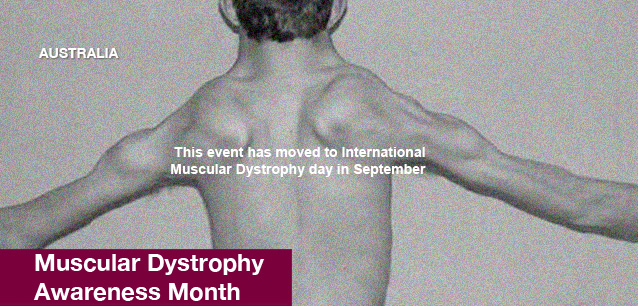 AUSTRALIA
This event has moved to International
Muscular Dystrophy day in September
Muscular Dystrophy
Awareness Month